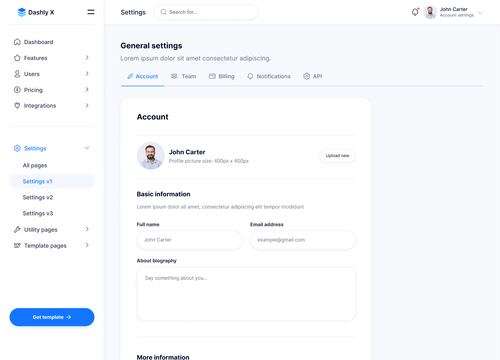 Dashly X
Dashboard
Features
Users
Pricing
Integrations
Settings
All pages
Settings v1
Settings v2
Settings v3
Utility pages
Template pages
Get template →
Settings
Search for...
John Carter
Account settings
General settings
Lorem ipsum dolor sit amet consectetur adipiscing.
Account
Team
Billing
Notifications
API
Account
John Carter
Profile picture size: 400px x 400px
Upload new
Basic information
Lorem ipsum dolor sit amet, consectetur adipiscing elit tempor incididunt
Full name
Email address
John Carter
example@gmail.com
About biography
Say something about you...
More information